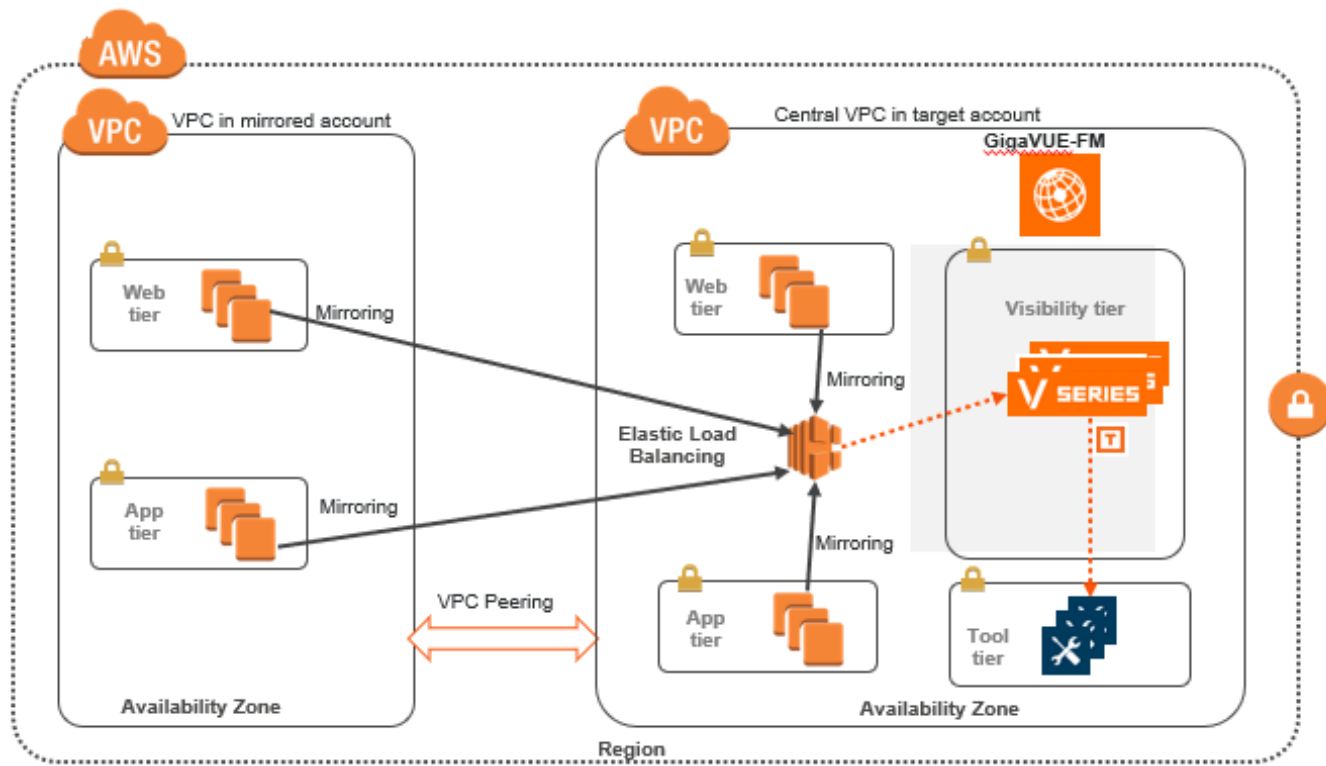 AWS
VPC
VPC in mirrored account
VPC
Central VPC in target account
GigaVUE-FM
Web
tier
Mirroring
Web
tier
Visibility tier
Mirroring
V SERIES
Elastic Load
Balancing
T
App
tier
Mirroring
Mirroring
VPC Peering
App
tier
Tool
tier
Availability Zone
Availability Zone
Region